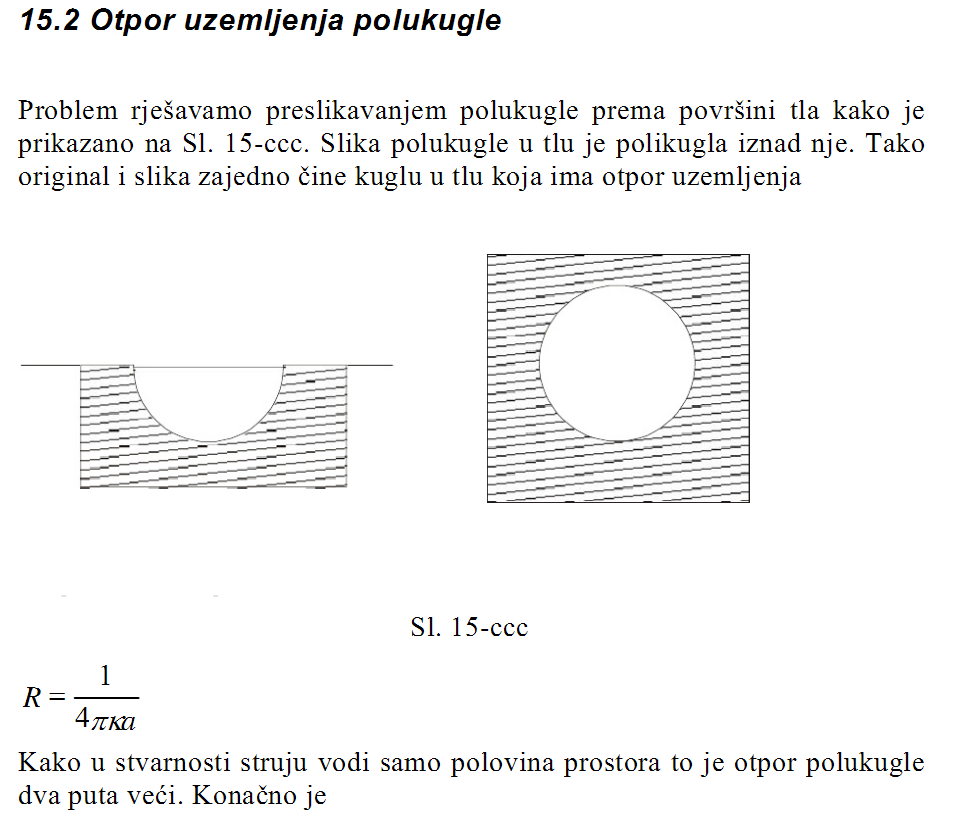 15.2 Otpor uzemljenja polukugle
Problem rješavamo preslikavanjem polukugle prema površini tla kako je
prikazano na Sl. 15-ccc. Slika polukugle u tlu je polikugla iznad nje. Tako
original i slika zajedno čine kuglu u tlu koja ima otpor uzemljenja
Sl. 15-ccc
R = 1/(4πκa)
Kako u stvarnosti struju vodi samo polovina prostora to je otpor polukugle
dva puta veći. Konačno je